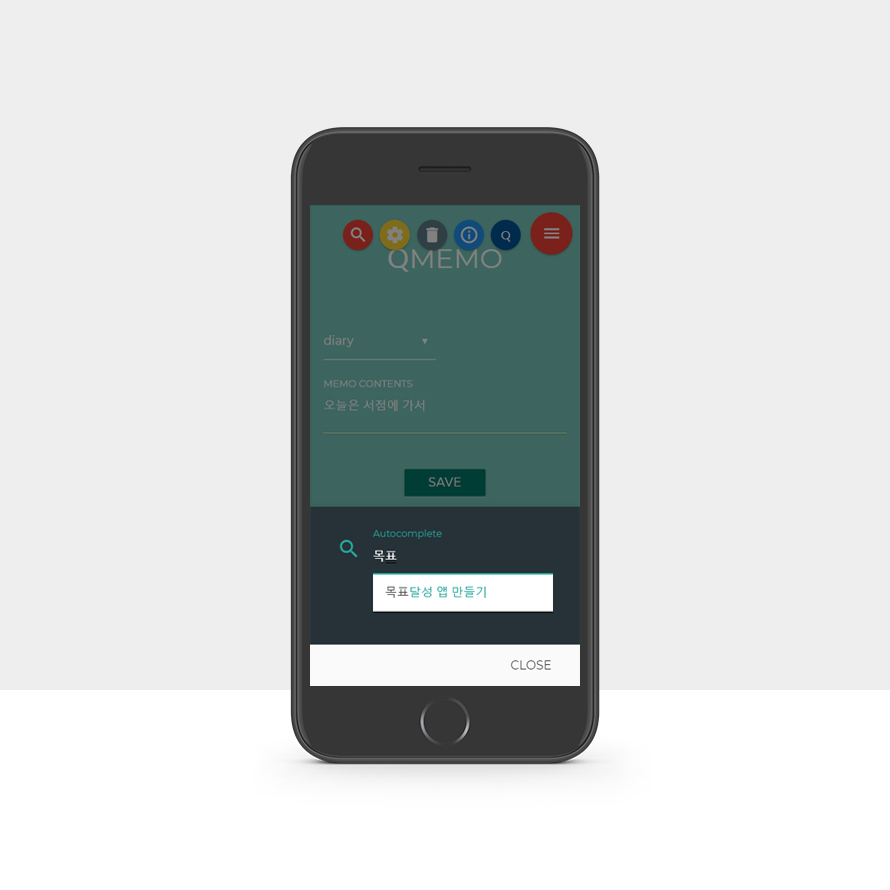 Q
QMEMO
diary
MEMO CONTENTS
오늘은 서점에 가서
SAVE
Autocomplete
목표
목표달성 앱 만들기
CLOSE